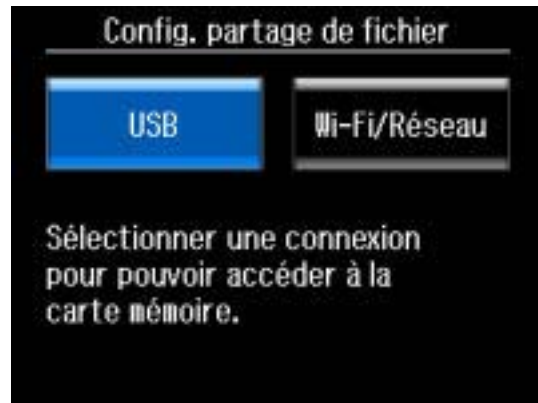 Config. partage de fichier
USB
Wi-Fi/Réseau
Sélectionner une connexion
pour pouvoir accéder à la
carte mémoire.